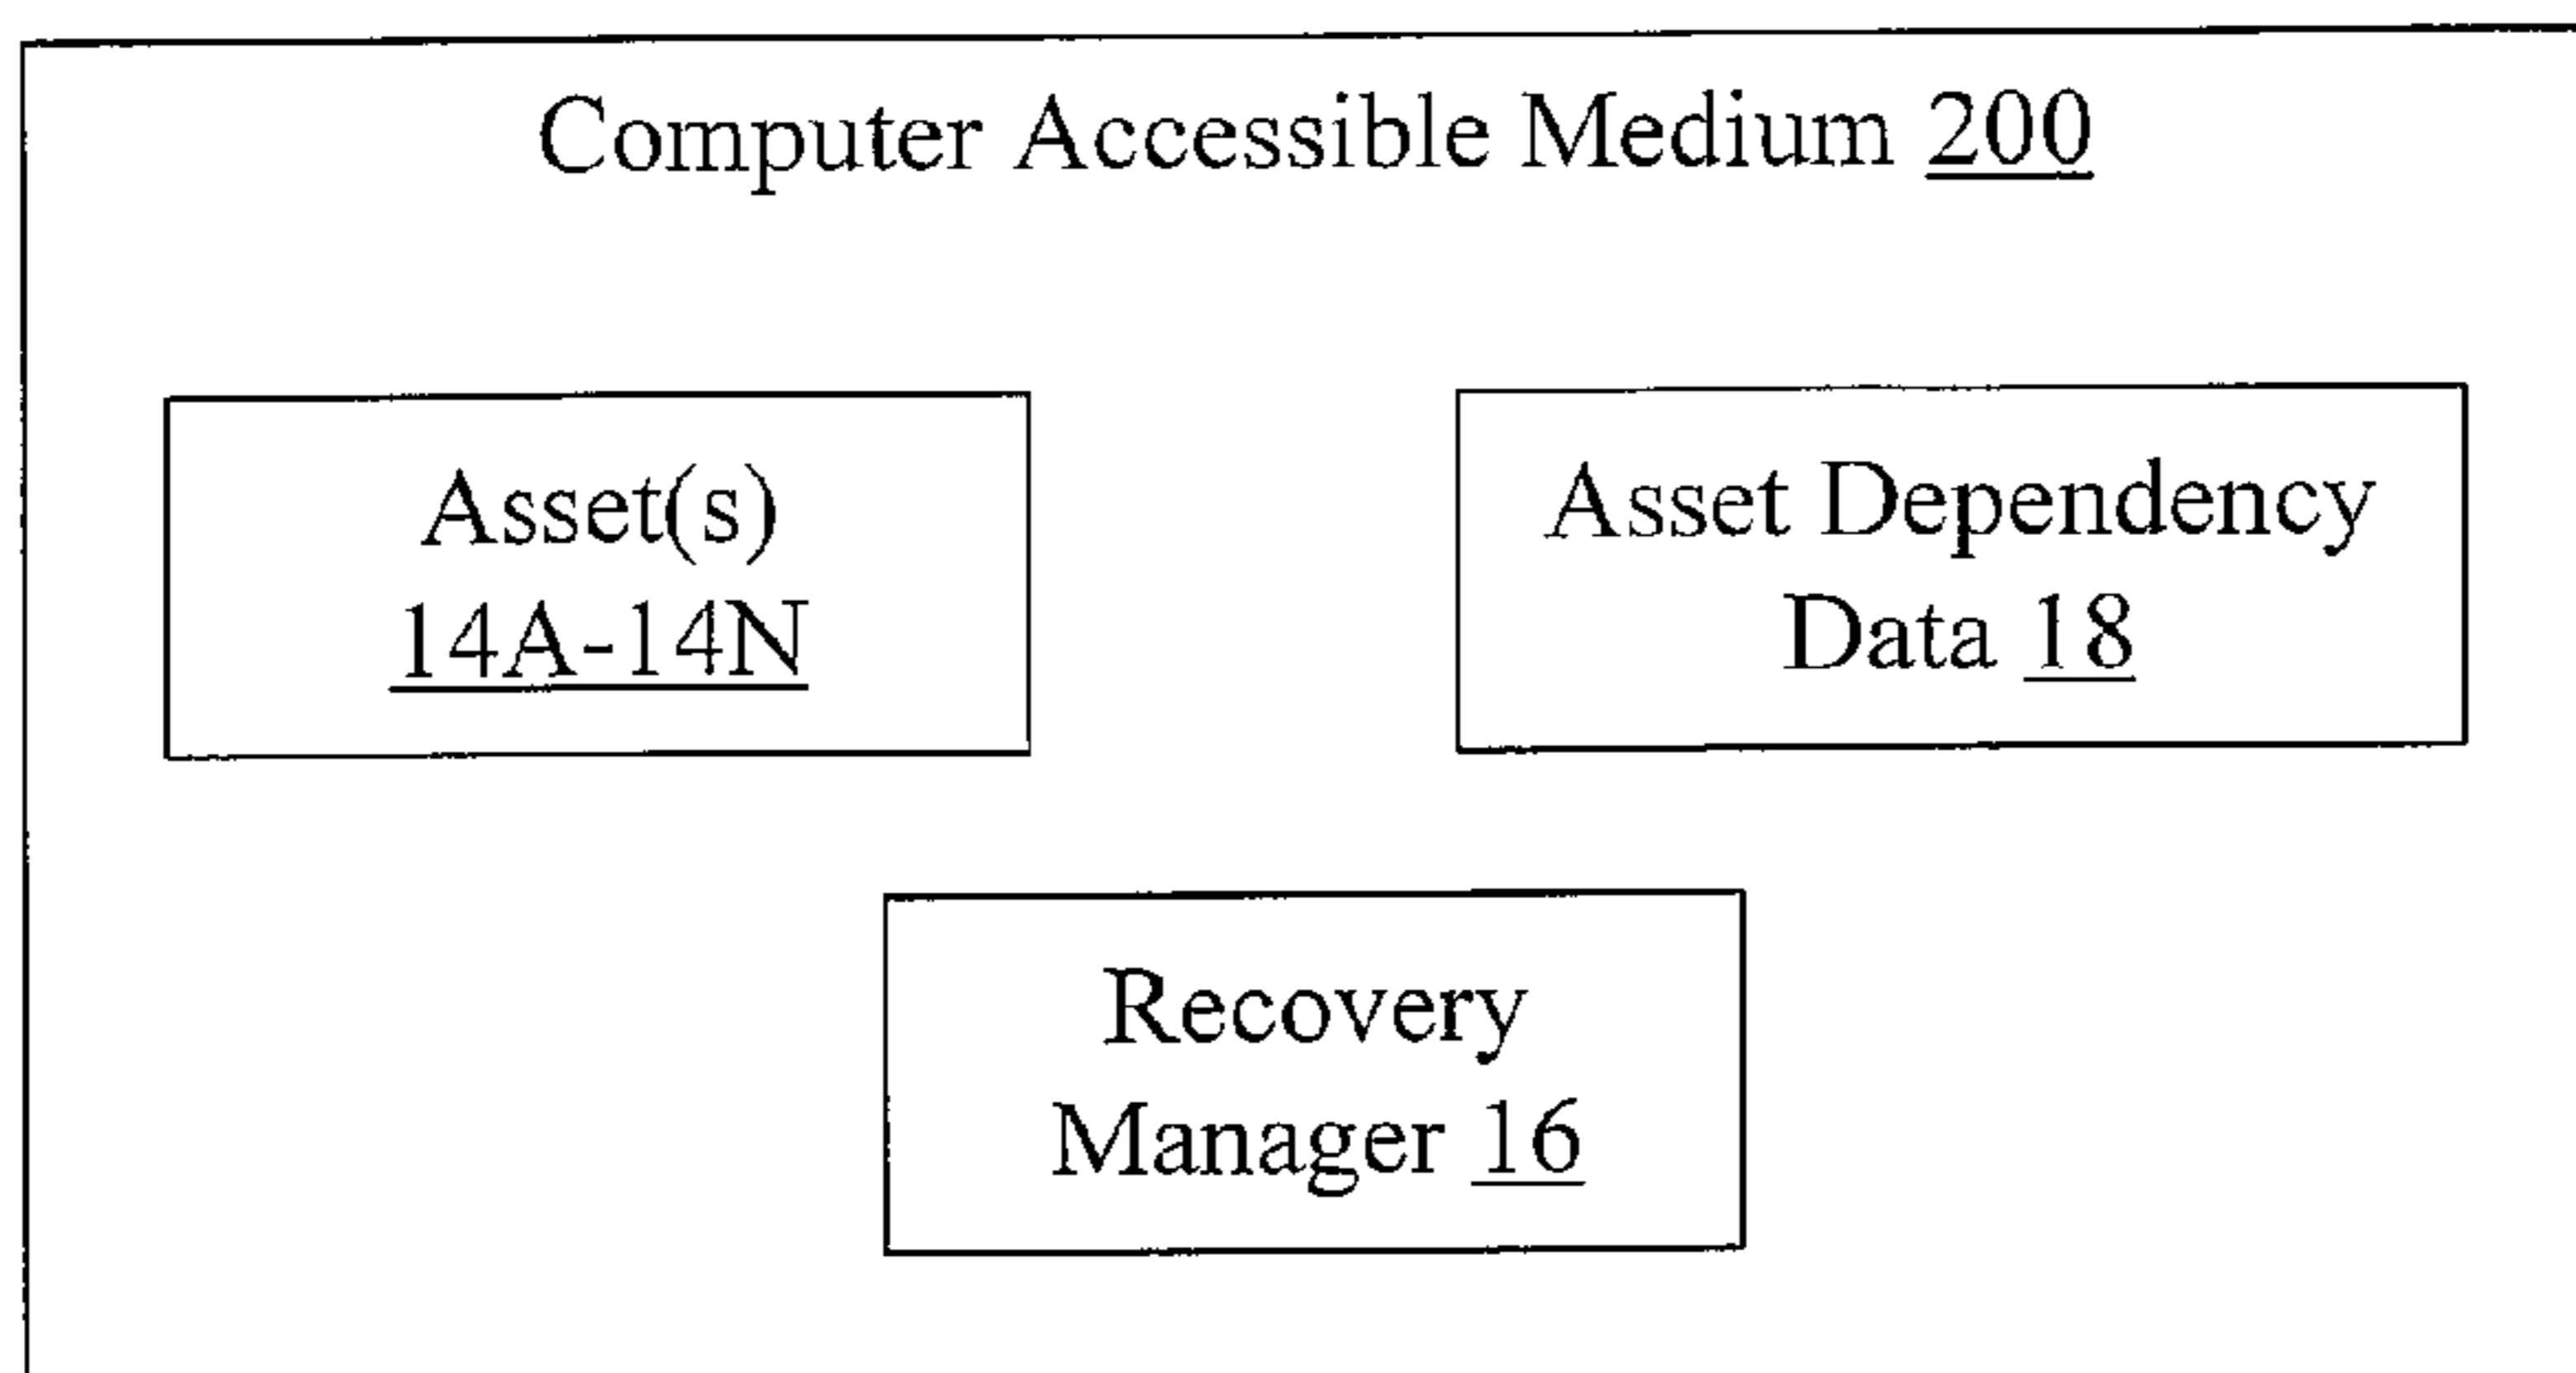 Computer Accessible Medium 200
Asset(s)
14A-14N
Asset Dependency
Data 18
Recovery
Manager 16